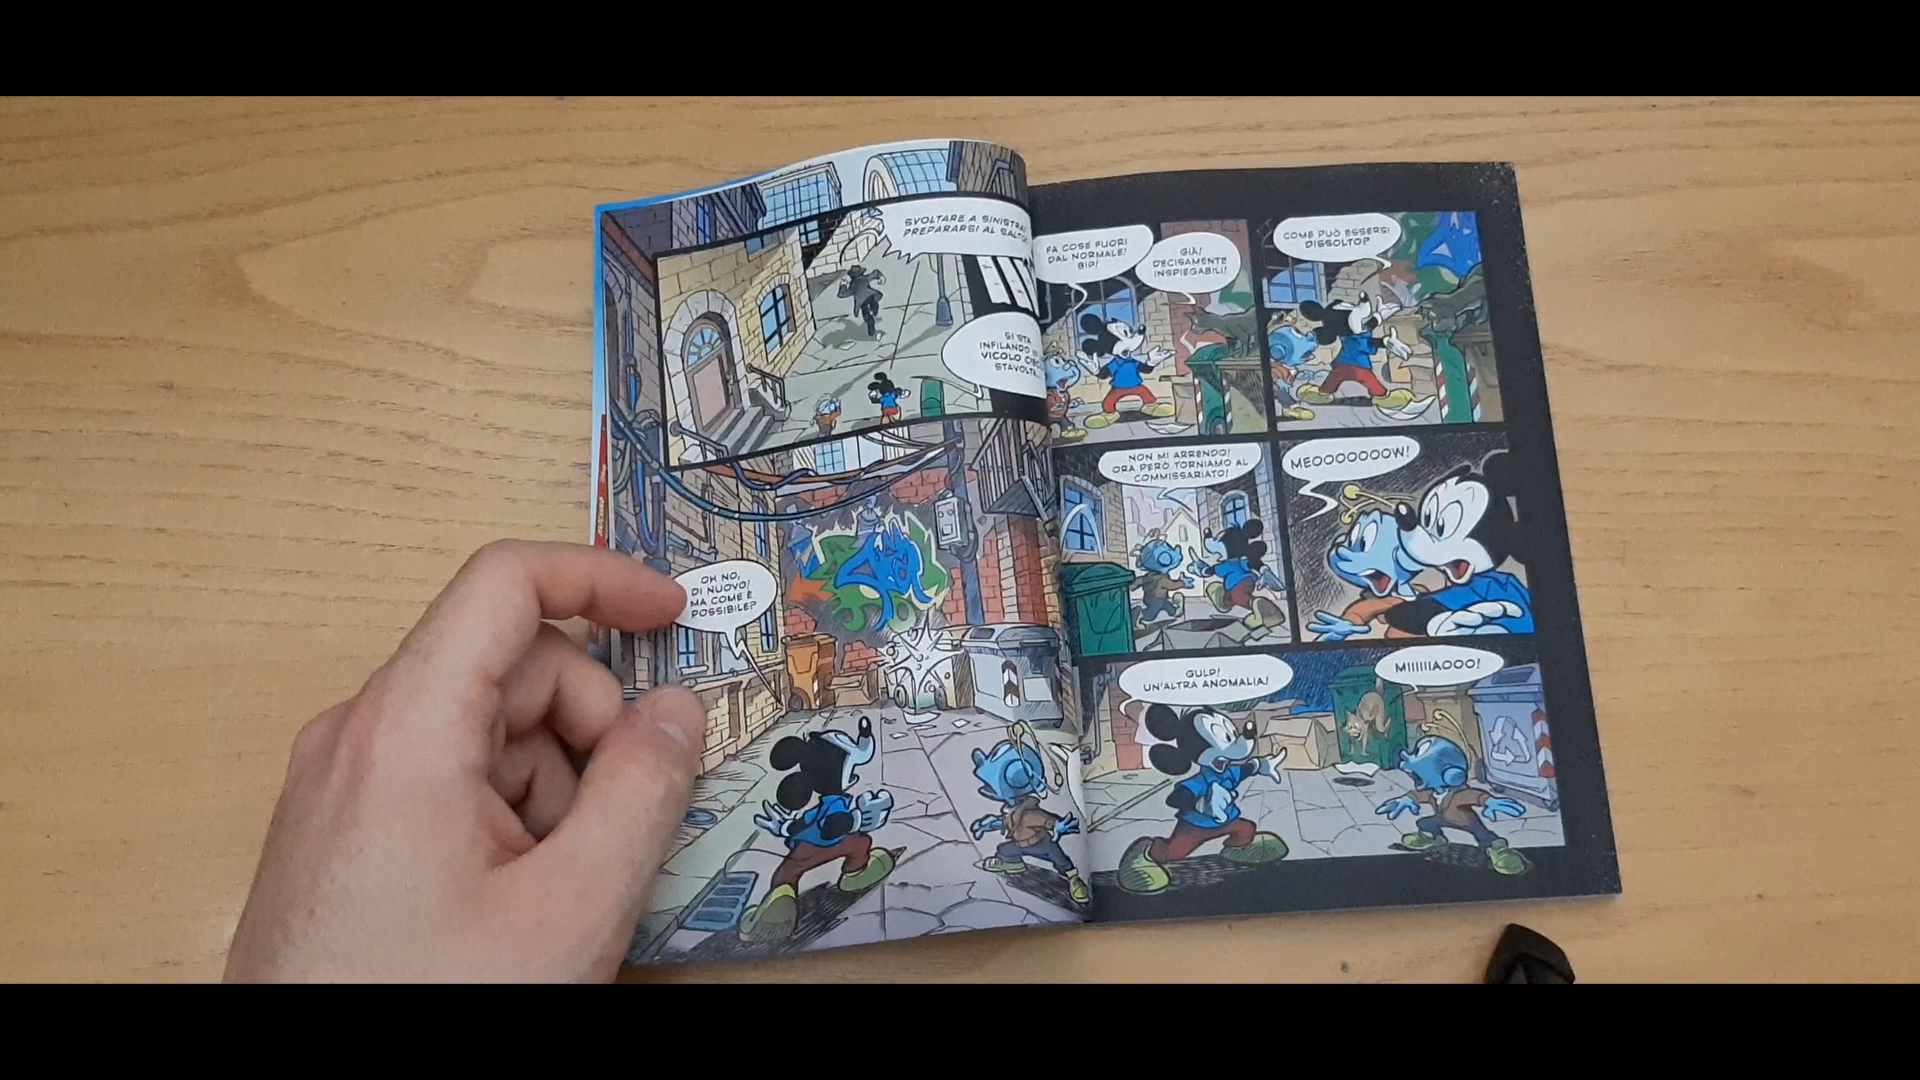 SVOLTARE A SINISTRA!
PREPARARSI AL
SI STA
INFILANDO
VICOLO
STAVOLTA
OH NO,
DI NUOVO!
MA COME È
POSSIBILE?
FA COSE FUORI
DAL NORMALE!
BIP!
GIÀ!
DECISAMENTE
INSPIEGABILI!
COME PUÒ ESSERSI
DISSOLTO?
NON MI ARRENDO!
ORA PERÒ TORNIAMO AL
COMMISSARIATO!
MEOOOOOOOW!
GULP!
UN'ALTRA ANOMALIA!
MIIIIIIAOOO!